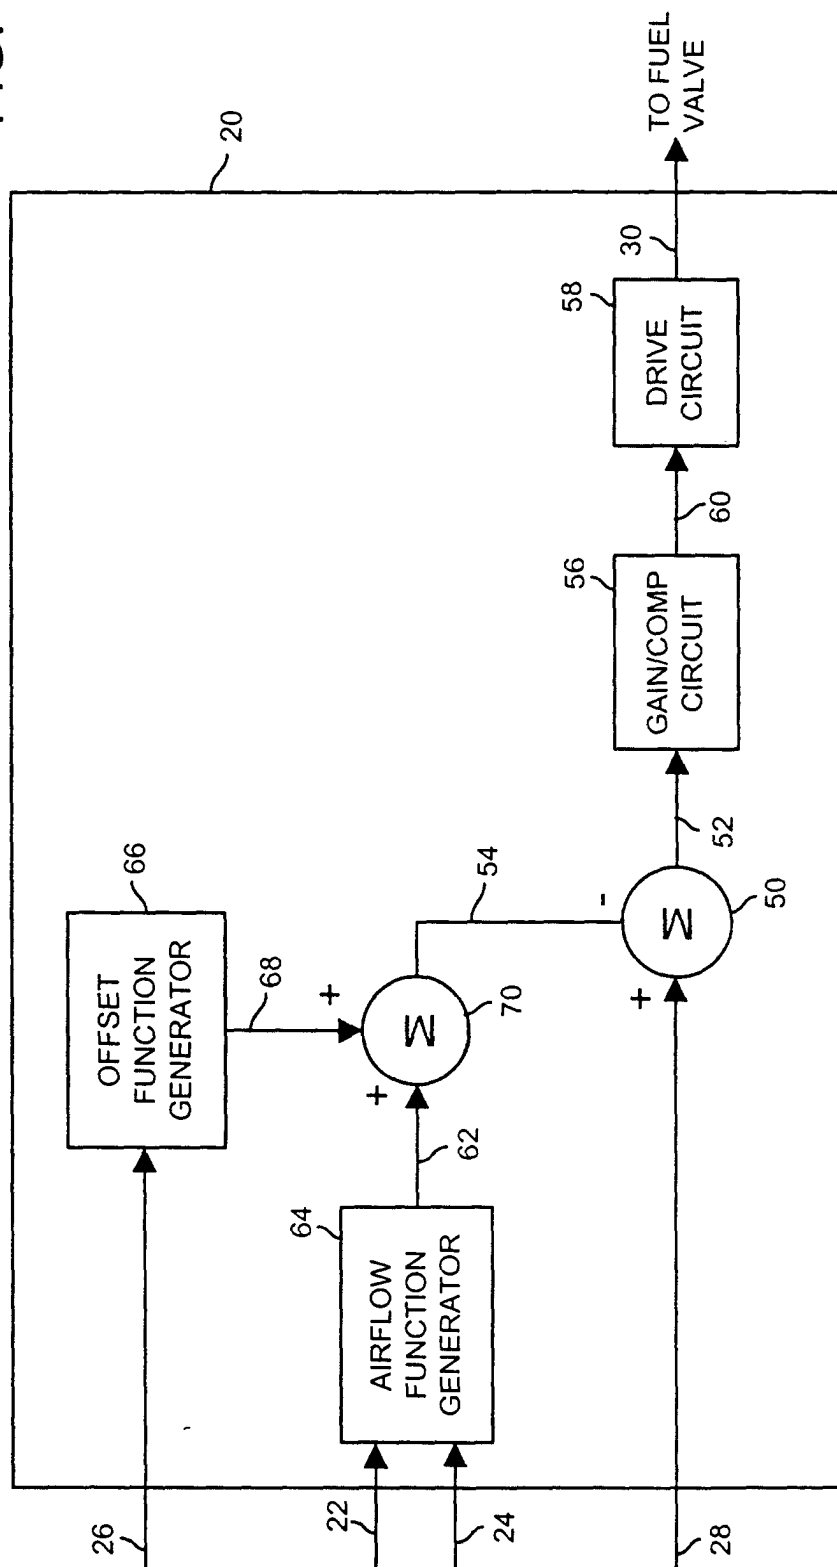 20
26
OFFSET
FUNCTION
GENERATOR
66
68
22
24
64
AIRFLOW
FUNCTION
GENERATOR
62
+
+
Σ
70
54
28
+
-
Σ
50
52
56
GAIN/COMP
CIRCUIT
60
58
DRIVE
CIRCUIT
30
TO FUEL
VALVE